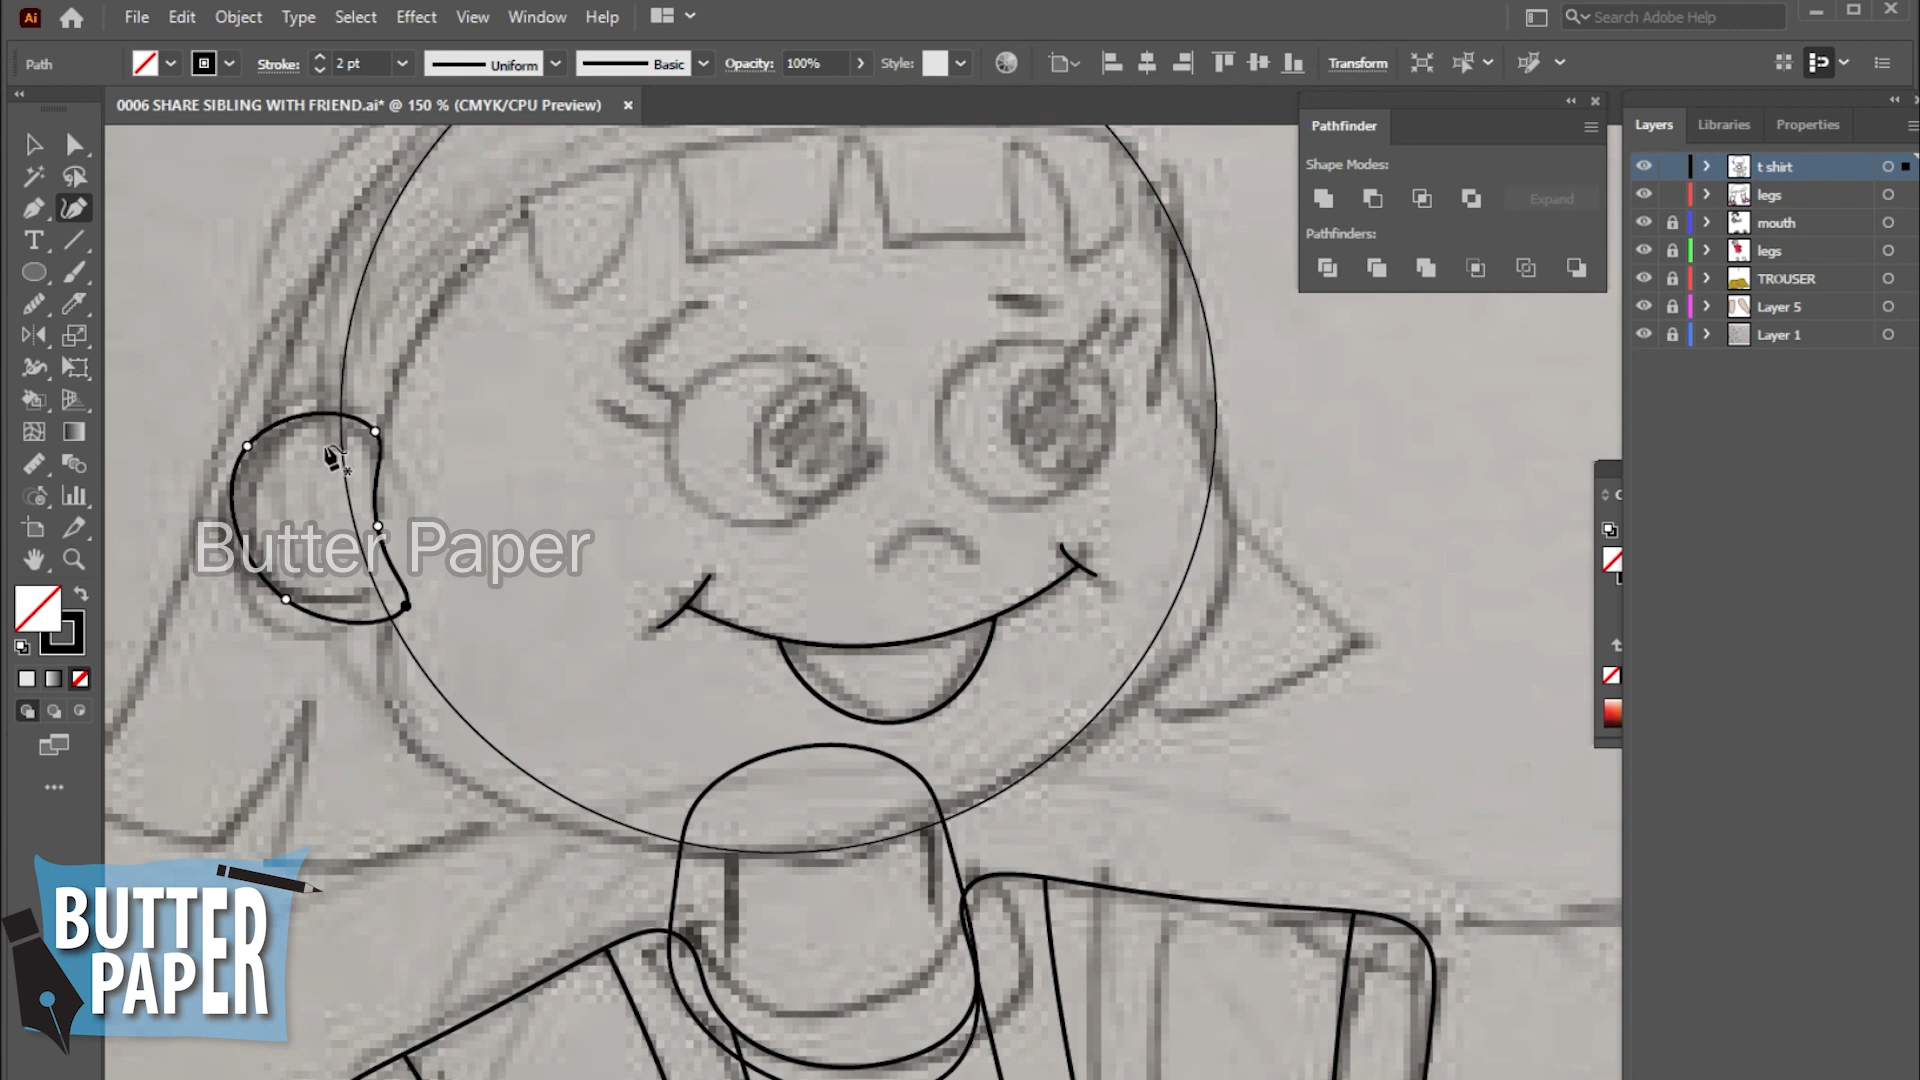 Ai File Edit Object Type Select Effect View Window Help Search Adobe Help
Path Stroke: 2 pt Uniform Basic Opacity: 100% Style: Transform
0006 SHARE SIBLING WITH FRIEND.ai* @ 150 % (CMYK/CPU Preview)
Pathfinder
Shape Modes:
Expand
Pathfinders:
Layers Libraries Properties
t shirt
legs
mouth
legs
TROUSER
Layer 5
Layer 1
Butter Paper
BUTTER
PAPER